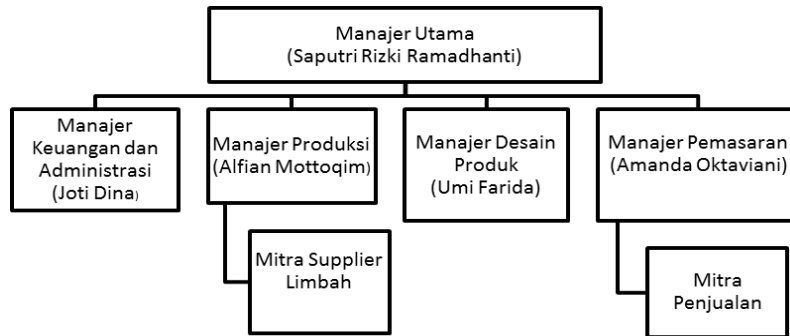 Manajer Utama
(Saputri Rizki Ramadhanti)
Manajer
Keuangan dan
Administrasi
(Joti Dina)
Manajer Produksi
(Alfian Mottoqim)
Manajer Desain
Produk
(Umi Farida)
Manajer Pemasaran
(Amanda Oktaviani)
Mitra Supplier
Limbah
Mitra
Penjualan